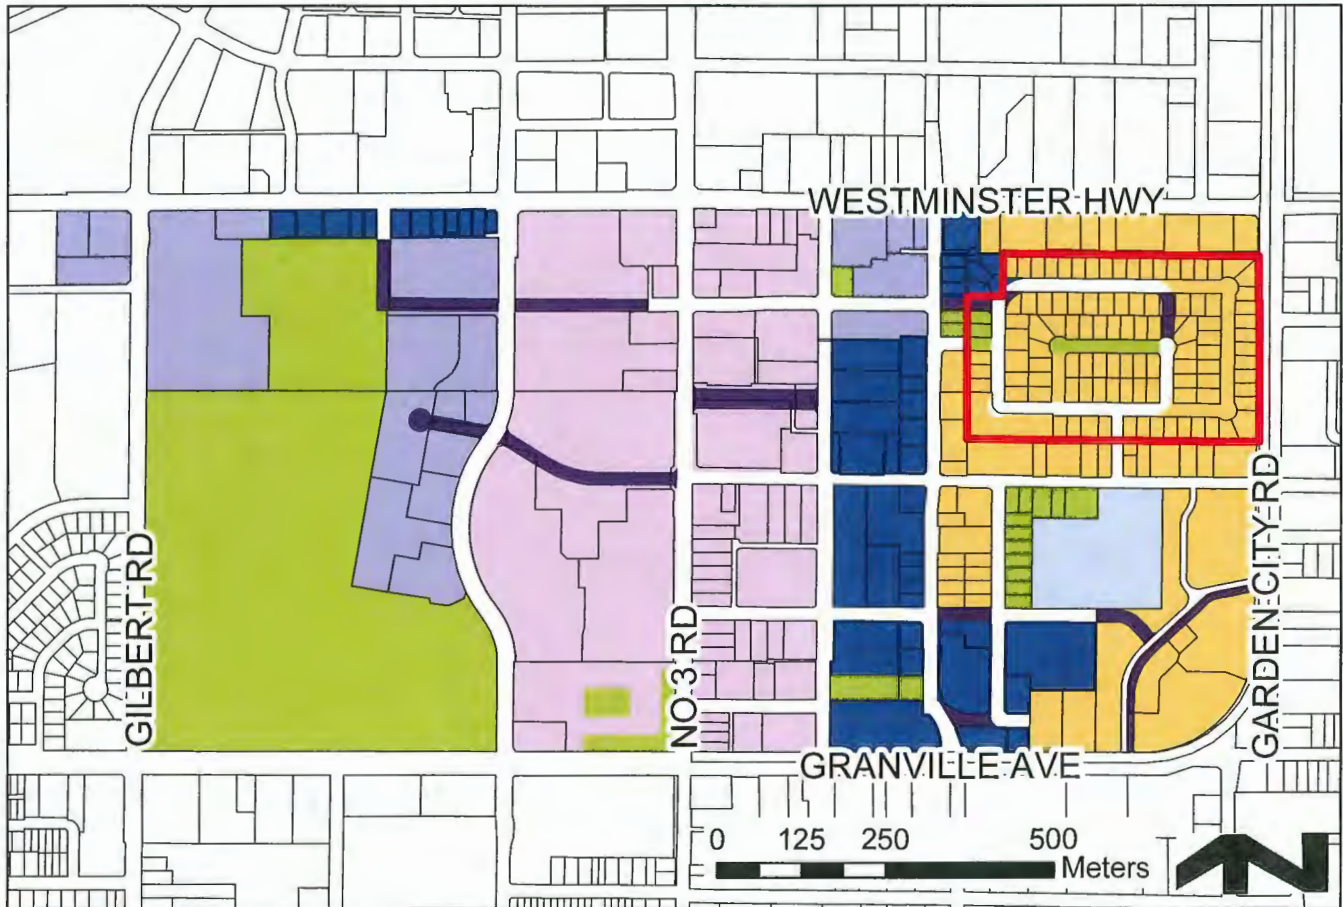 WESTMINSTER HWY
GILBERT RD
NO 3 RD
GARDEN CITY RD
GRANVILLE AVE
0 125 250 500
Meters
N